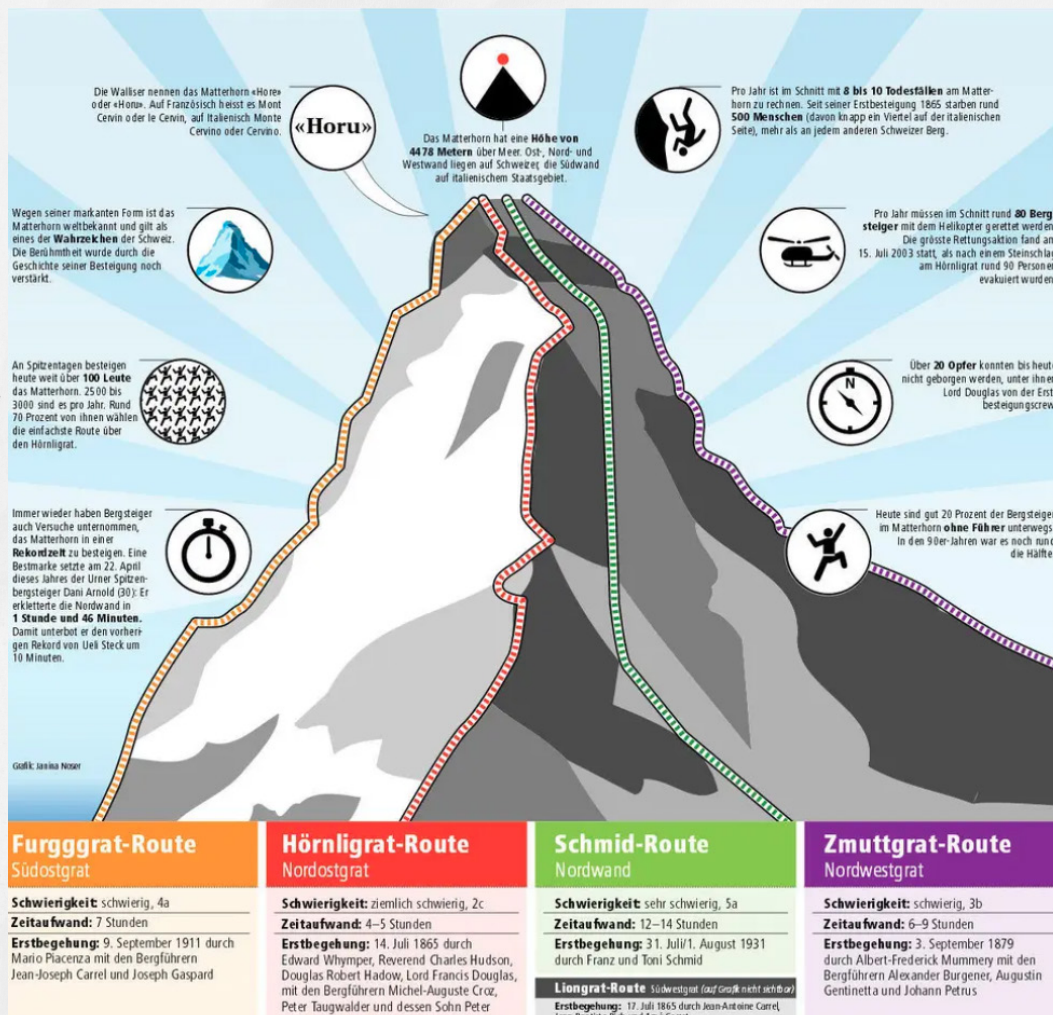 Die Walliser nennen das Matterhorn «Hore»
oder «Horu». Auf Französisch heisst es Mont
Cervin oder le Cervin, auf Italienisch Monte
Cervino oder Cervino.
«Horu»
Das Matterhorn hat eine Höhe von
4478 Metern über Meer. Ost-, Nord- und
Westwand liegen auf Schweizer, die Südwand
auf italienischem Staatsgebiet.
Pro Jahr ist im Schnitt mit 8 bis 10 Todesfällen am Matter-
horn zu rechnen. Seit seiner Erstbesteigung 1865 starben rund
500 Menschen (davon knapp ein Viertel auf der italienischen
Seite), mehr als an jedem anderen Schweizer Berg.
Wegen seiner markanten Form ist das
Matterhorn weltbekannt und gilt als
eines der Wahrzeichen der Schweiz.
Die Berühmtheit wurde durch die
Geschichte seiner Besteigung noch
verstärkt.
Pro Jahr müssen im Schnitt rund 80 Berg
steiger mit dem Helikopter gerettet werden
Die grösste Rettungsaktion fand am
15. Juli 2003 statt, als nach einem Steinschlag
am Hörnligrat rund 90 Personen
evakuiert wurden
An Spitzentagen besteigen
heute weit über 100 Leute
das Matterhorn. 2500 bis
3000 sind es pro Jahr. Rund
70 Prozent von ihnen wählen
die einfachste Route über
den Hörnligrat.
N
Über 20 Opfer konnten bis heute
nicht geborgen werden, unter ihnen
Lord Douglas von der Erst
besteigungscrew
Immer wieder haben Bergsteiger
auch Versuche unternommen,
das Matterhorn in einer
Rekordzeit zu besteigen. Eine
Bestmarke setzte am 22. April
dieses Jahres der Urner Spitzen-
bergsteiger Dani Arnold (30): Er
erkletterte die Nordwand in
1 Stunde und 46 Minuten.
Damit unterbot er den vorheri-
gen Rekord von Ueli Steck um
10 Minuten.
Heute sind gut 20 Prozent der Bergsteiger
im Matterhorn ohne Führer unterwegs
In den 90er-Jahren war es noch rund
die Hälfte
Grafik: Janina Noser
Furgggrat-Route
Südostgrat
Schwierigkeit: schwierig, 4a
Zeitaufwand: 7 Stunden
Erstbegehung: 9. September 1911 durch
Mario Piacenza mit den Bergführern
Jean-Joseph Carrel und Joseph Gaspard
Hörnligrat-Route
Nordostgrat
Schwierigkeit: ziemlich schwierig, 2c
Zeitaufwand: 4–5 Stunden
Erstbegehung: 14. Juli 1865 durch
Edward Whymper, Reverend Charles Hudson,
Douglas Robert Hadow, Lord Francis Douglas,
mit den Bergführern Michel-Auguste Croz,
Peter Taugwalder und dessen Sohn Peter
Schmid-Route
Nordwand
Schwierigkeit: sehr schwierig, 5a
Zeitaufwand: 12–14 Stunden
Erstbegehung: 31. Juli/1. August 1931
durch Franz und Toni Schmid
Liongrat-Route Südwestgrat (auf Grafik nicht sichtbar)
Erstbegehung: 17. Juli 1865 durch Jean-Antoine Carrel,
Zmuttgrat-Route
Nordwestgrat
Schwierigkeit: schwierig, 3b
Zeitaufwand: 6–9 Stunden
Erstbegehung: 3. September 1879
durch Albert-Frederick Mummery mit den
Bergführern Alexander Burgener, Augustin
Gentinetta und Johann Petrus